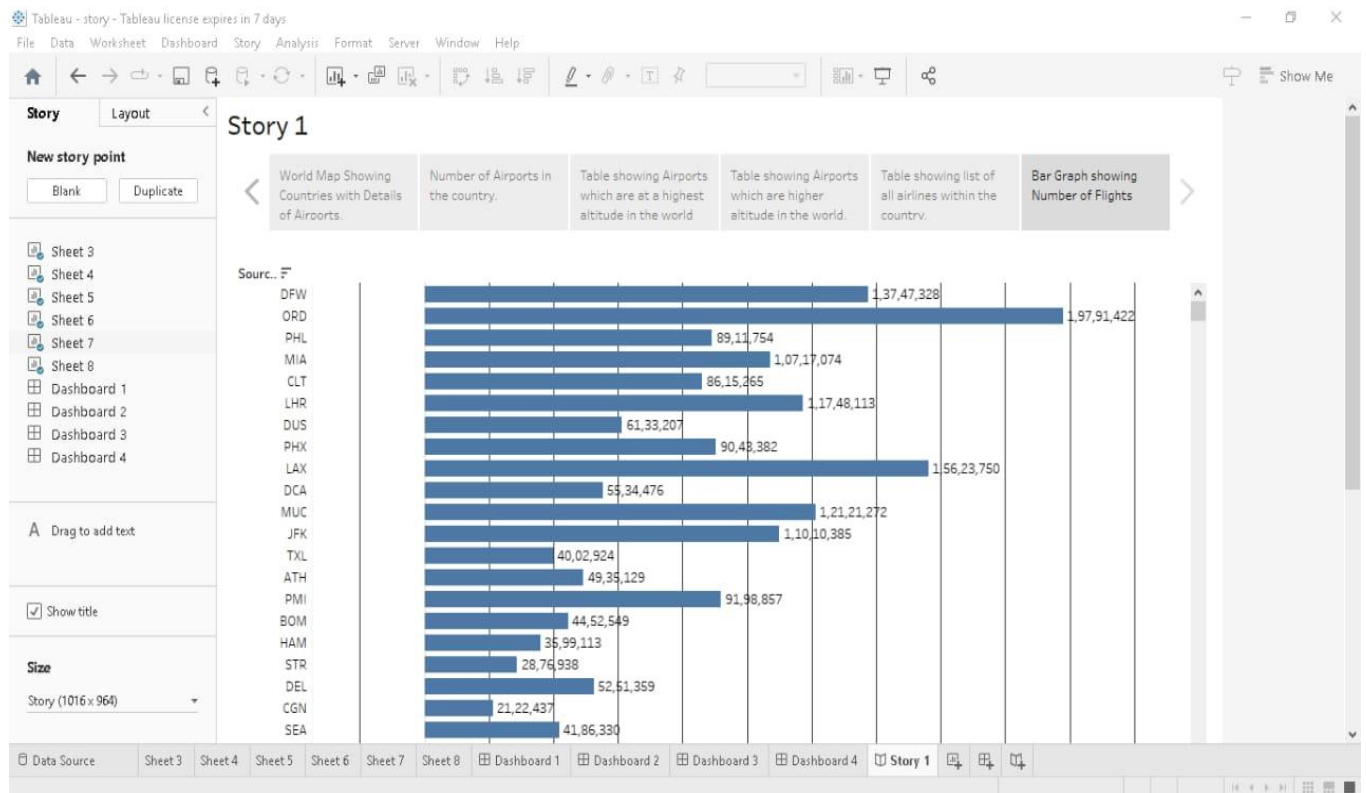 Tableau - story - Tableau license expires in 7 days
File Data Worksheet Dashboard Story Analysis Format Server Window Help
Show Me
Story Layout
New story point
Blank Duplicate
Sheet 3
Sheet 4
Sheet 5
Sheet 6
Sheet 7
Sheet 8
Dashboard 1
Dashboard 2
Dashboard 3
Dashboard 4
A Drag to add text
Show title
Size
Story (1016 x 964)
Story 1
World Map Showing
Countries with Details
of Airports.
Number of Airports in
the country.
Table showing Airports
which are at a highest
altitude in the world
Table showing Airports
which are higher
altitude in the world.
Table showing list of
all airlines within the
country.
Bar Graph showing
Number of Flights
Sourc..
DFW 1,37,47,328
ORD 1,97,91,422
PHL 89,11,754
MIA 1,07,17,074
CLT 86,15,265
LHR 1,17,48,113
DUS 61,33,207
PHX 90,43,382
LAX 1,56,23,750
DCA 55,34,476
MUC 1,21,21,272
JFK 1,10,10,385
TXL 40,02,924
ATH 49,35,129
PMI 91,98,857
BOM 44,52,549
HAM 35,99,113
STR 28,76,938
DEL 52,51,359
CGN 21,22,437
SEA 41,86,330
Data Source Sheet 3 Sheet 4 Sheet 5 Sheet 6 Sheet 7 Sheet 8 Dashboard 1 Dashboard 2 Dashboard 3 Dashboard 4 Story 1